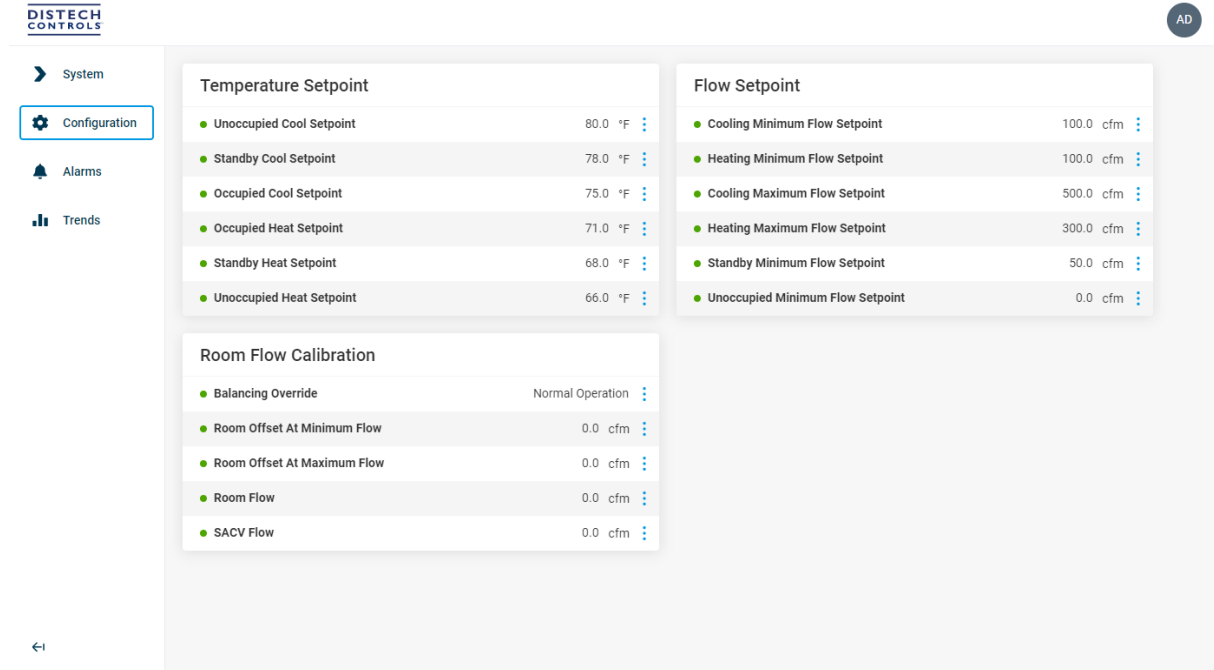 DISTECH
CONTROLS
AD
System
Configuration
Alarms
Trends
Temperature Setpoint
Unoccupied Cool Setpoint 80.0 °F
Standby Cool Setpoint 78.0 °F
Occupied Cool Setpoint 75.0 °F
Occupied Heat Setpoint 71.0 °F
Standby Heat Setpoint 68.0 °F
Unoccupied Heat Setpoint 66.0 °F
Flow Setpoint
Cooling Minimum Flow Setpoint 100.0 cfm
Heating Minimum Flow Setpoint 100.0 cfm
Cooling Maximum Flow Setpoint 500.0 cfm
Heating Maximum Flow Setpoint 300.0 cfm
Standby Minimum Flow Setpoint 50.0 cfm
Unoccupied Minimum Flow Setpoint 0.0 cfm
Room Flow Calibration
Balancing Override Normal Operation
Room Offset At Minimum Flow 0.0 cfm
Room Offset At Maximum Flow 0.0 cfm
Room Flow 0.0 cfm
SACV Flow 0.0 cfm